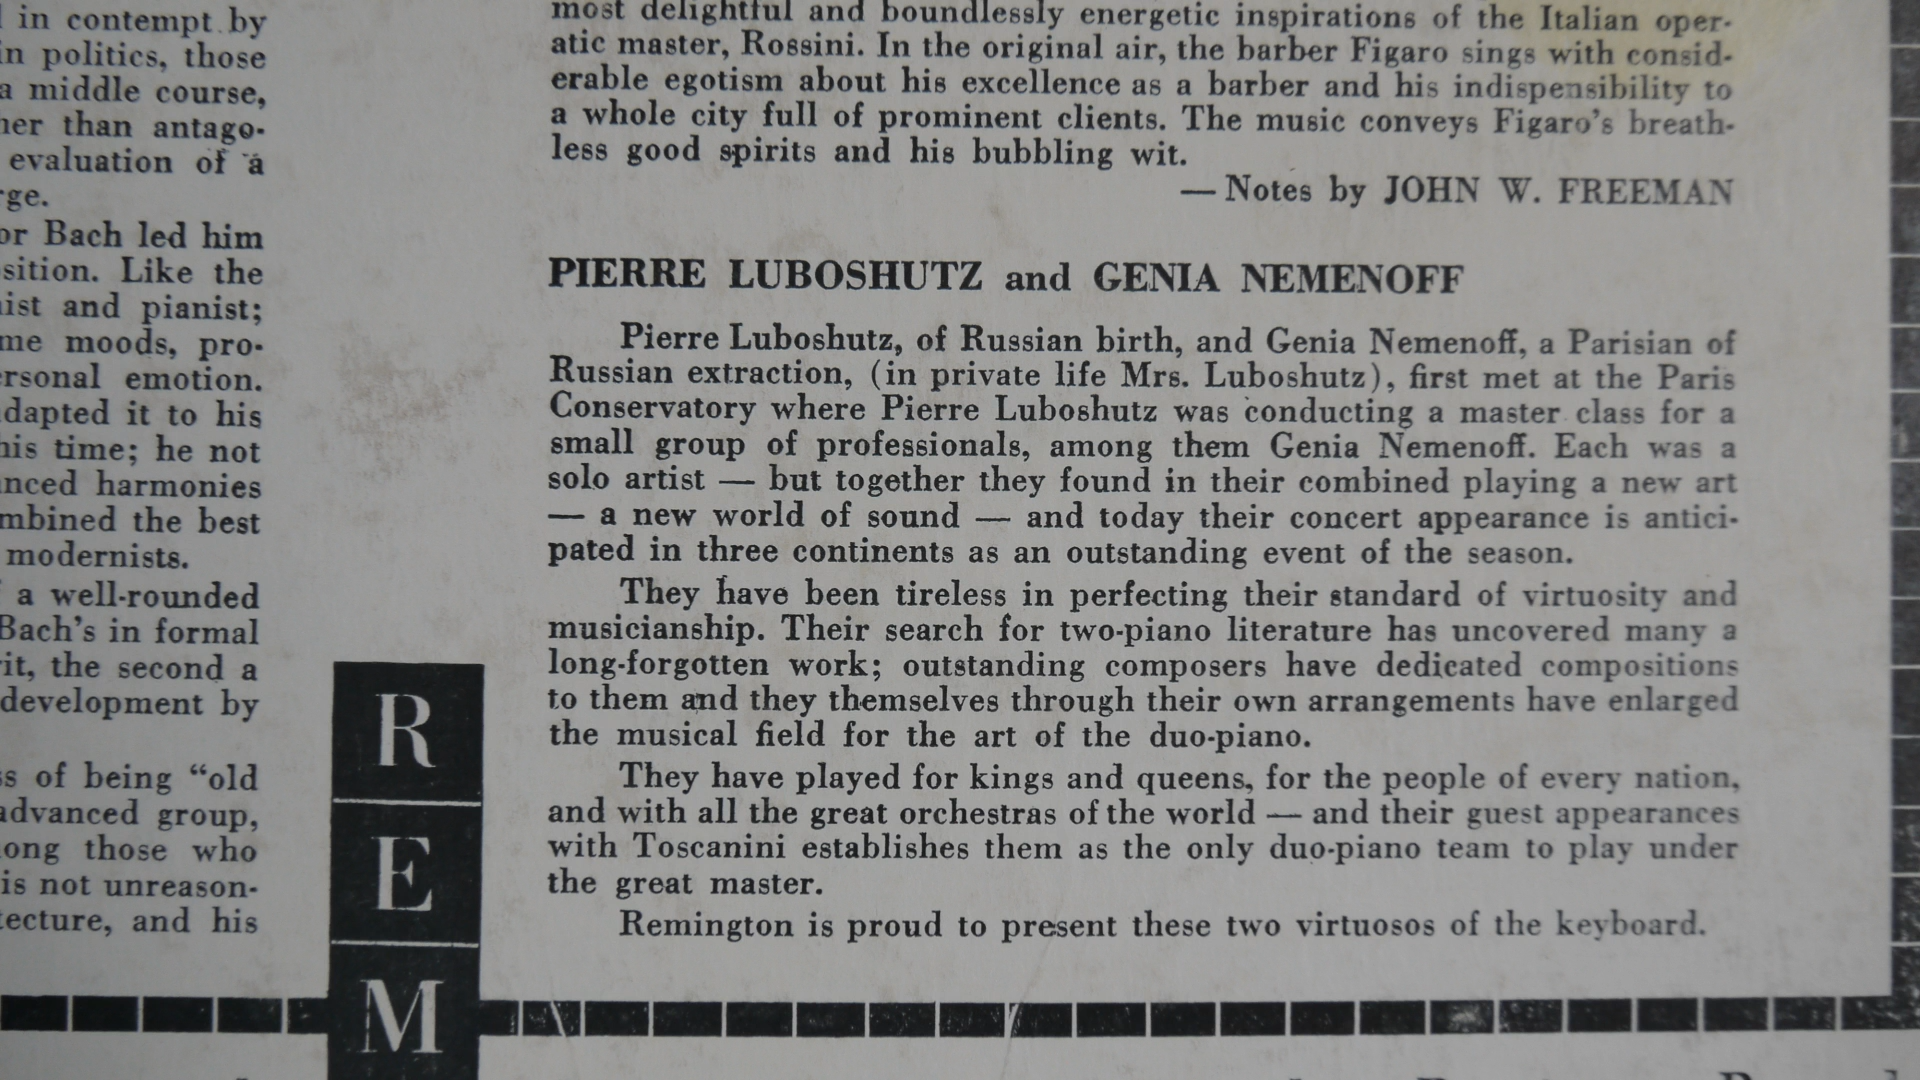 in contempt by
in politics, those
a middle course,
than antago-
evaluation of a
Bach led him
Like the
and pianist;
moods, pro-
emotion.
it to his
time; he not
harmonies
the best
modernists.
a well-rounded
Bach's in formal
the second a
development by
of being "old
advanced group,
those who
is not unreason-
and his
most delightful and boundlessly energetic inspirations of the Italian oper-
atic master, Rossini. In the original air, the barber Figaro sings with consid-
erable egotism about his excellence as a barber and his indispensibility to
a whole city full of prominent clients. The music conveys Figaro's breath-
less good spirits and his bubbling wit.
— Notes by JOHN W. FREEMAN
PIERRE LUBOSHUTZ and GENIA NEMENOFF
Pierre Luboshutz, of Russian birth, and Genia Nemenoff, a Parisian of
Russian extraction, (in private life Mrs. Luboshutz), first met at the Paris
Conservatory where Pierre Luboshutz was conducting a master class for a
small group of professionals, among them Genia Nemenoff. Each was a
solo artist — but together they found in their combined playing a new art
— a new world of sound — and today their concert appearance is antici-
pated in three continents as an outstanding event of the season.
They have been tireless in perfecting their standard of virtuosity and
musicianship. Their search for two-piano literature has uncovered many a
long-forgotten work; outstanding composers have dedicated compositions
to them and they themselves through their own arrangements have enlarged
the musical field for the art of the duo-piano.
They have played for kings and queens, for the people of every nation,
and with all the great orchestras of the world — and their guest appearances
with Toscanini establishes them as the only duo-piano team to play under
the great master.
Remington is proud to present these two virtuosos of the keyboard.
R
E
M